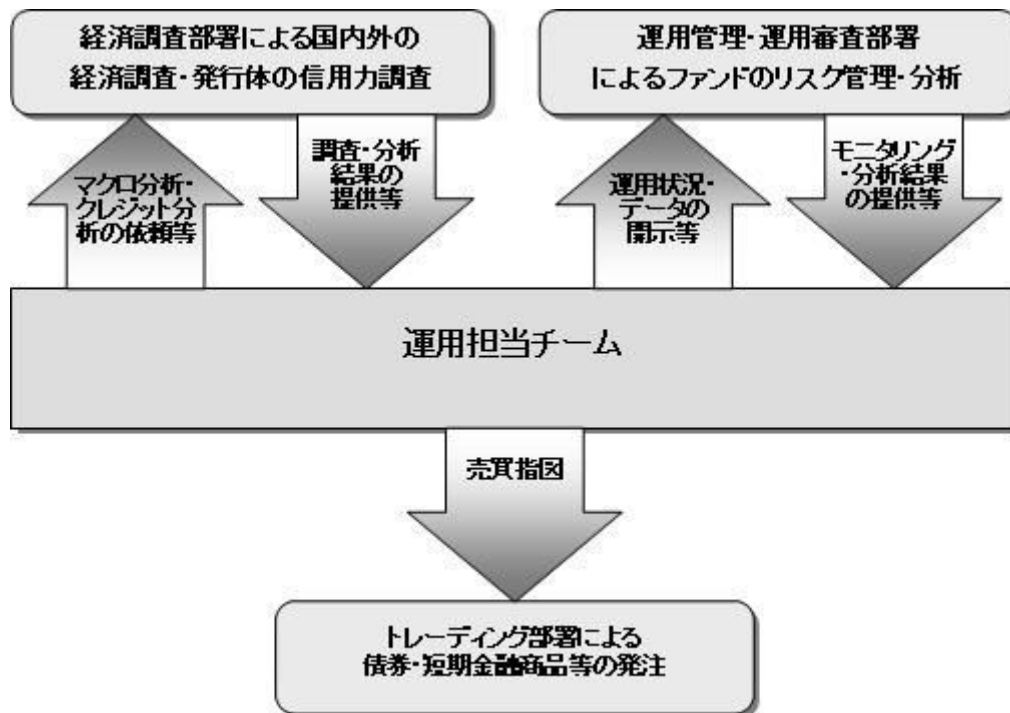 経済調査部署による国内外の
経済調査・発行体の信用力調査
運用管理・運用審査部署
によるファンドのリスク管理・分析
マクロ分析・
クレジット分
析の依頼等
調査・分析
結果の
提供等
運用状況・
データの
開示等
モニタリング
・分析結果
の提供等
運用担当チーム
売買指図
トレーディング部署による
債券・短期金融商品等の発注